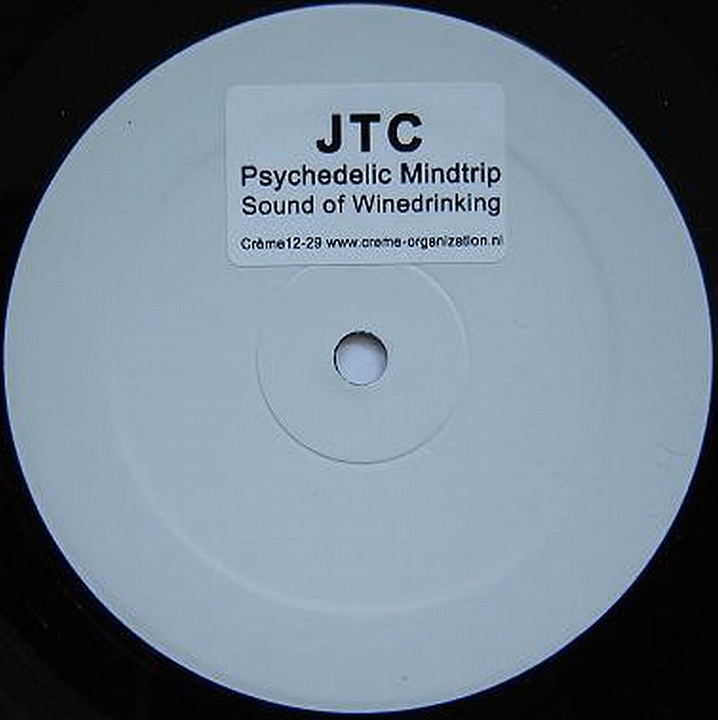 JTC
Psychedelic Mindtrip
Sound of Winedrinking
Crème12-29 www.creme-organization.nl